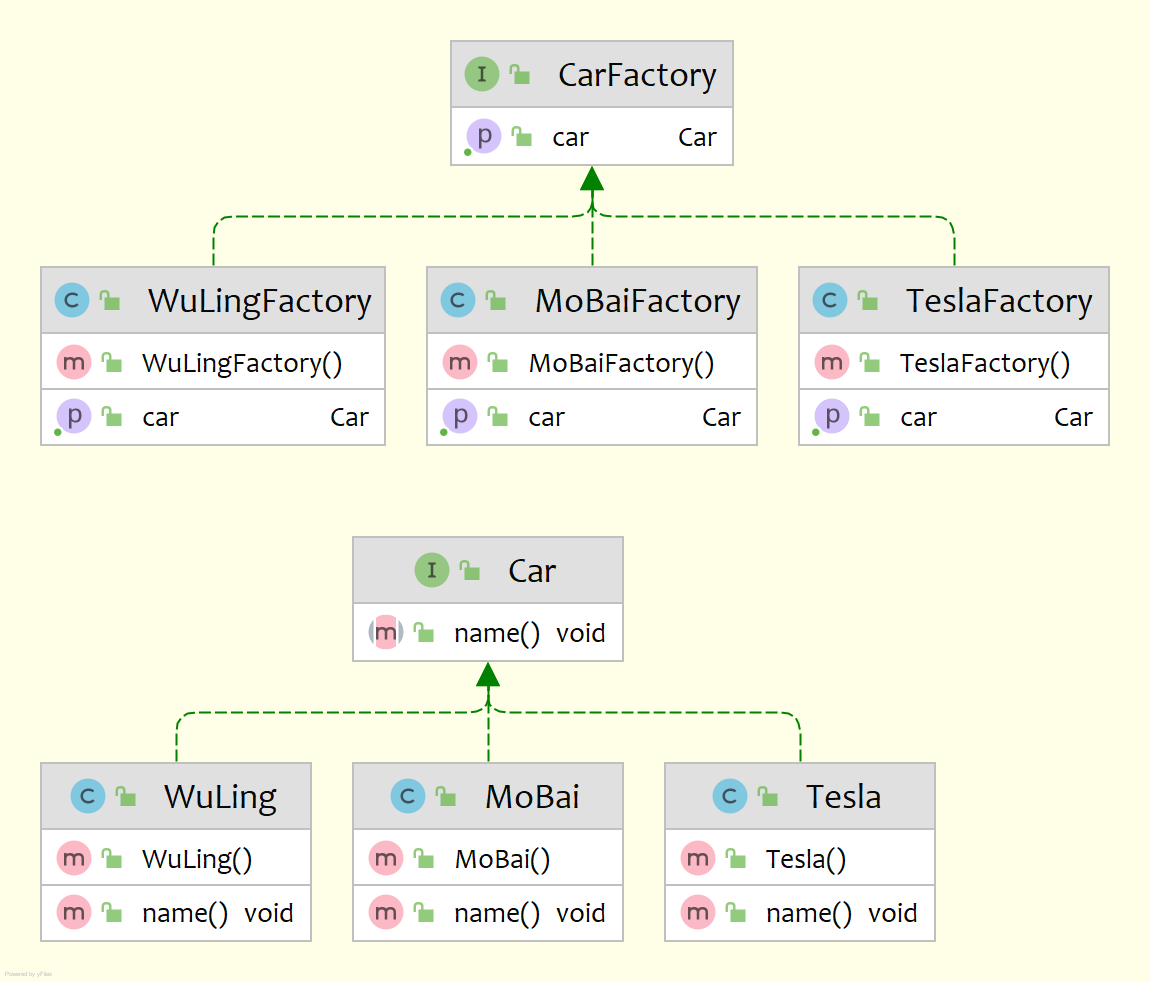 I CarFactory
p car Car
C WuLingFactory
m WuLingFactory()
p car Car
C MoBaiFactory
m MoBaiFactory()
p car Car
C TeslaFactory
m TeslaFactory()
p car Car
I Car
m name() void
C WuLing
m WuLing()
m name() void
C MoBai
m MoBai()
m name() void
C Tesla
m Tesla()
m name() void
Powered by yFiles